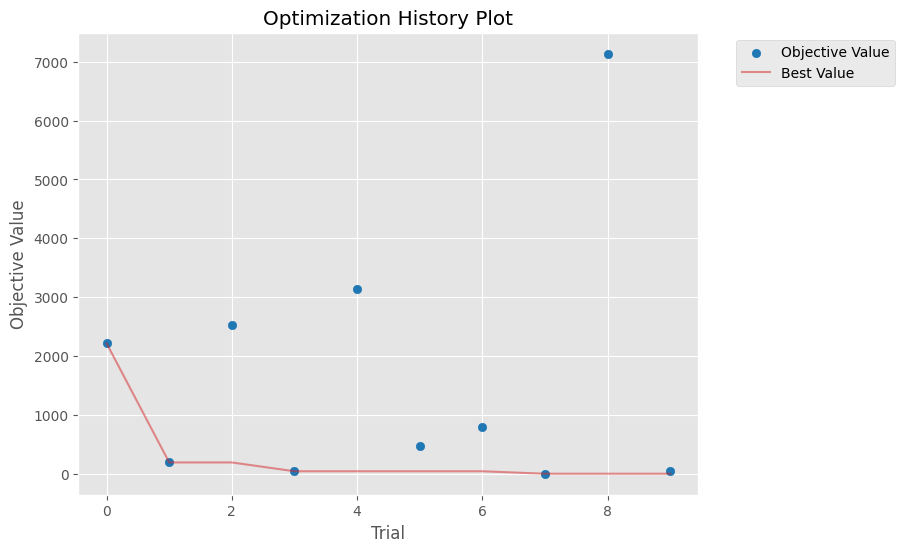 Optimization History Plot
Objective Value
Best Value
7000
6000
5000
4000
3000
2000
1000
0
Objective Value
0 2 4 6 8
Trial